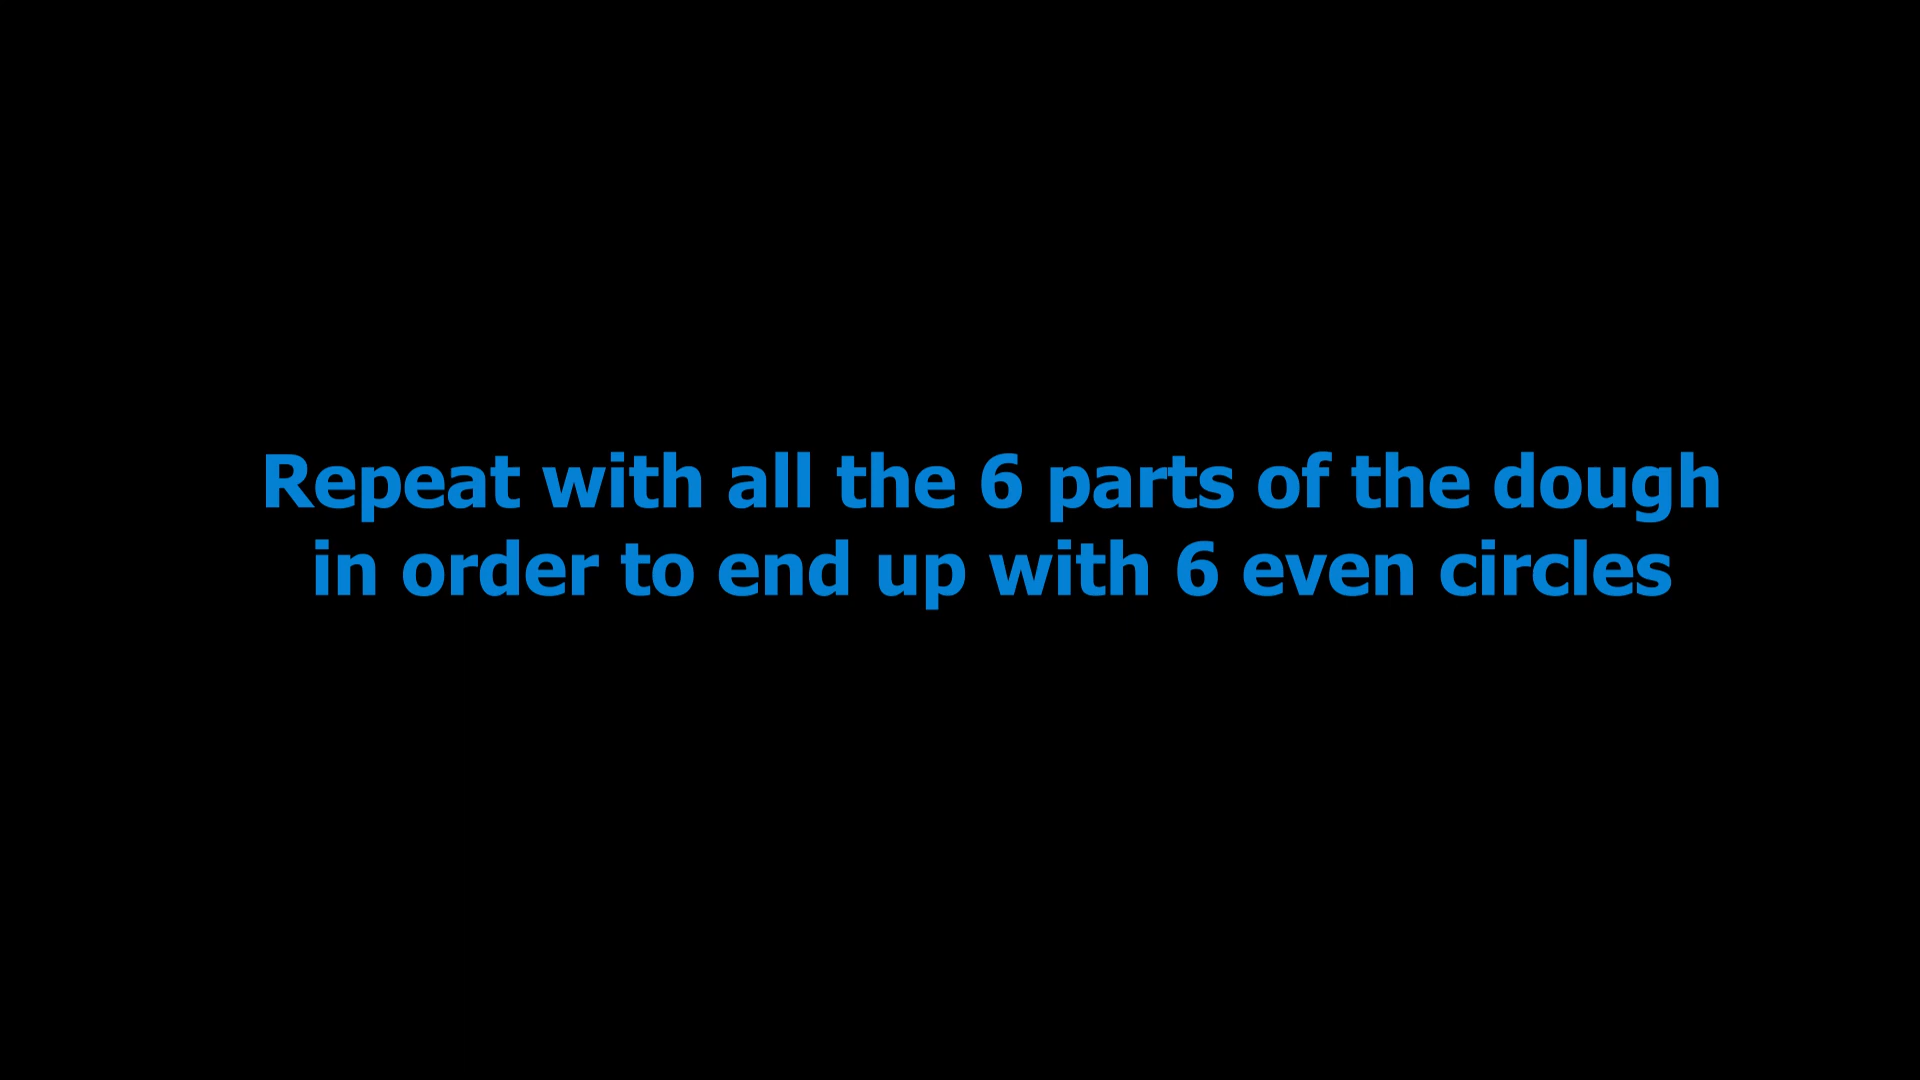 Repeat with all the 6 parts of the dough
in order to end up with 6 even circles